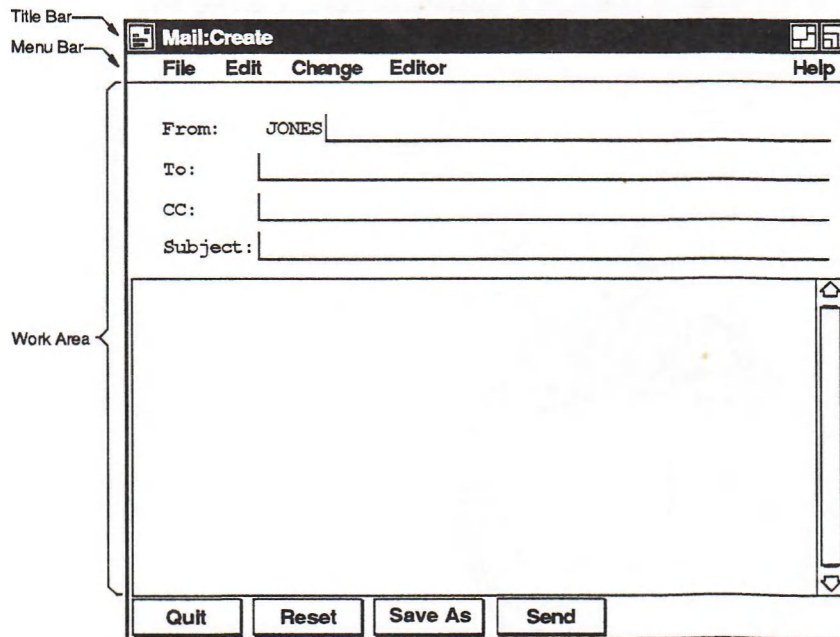 Title Bar
Mail:Create
Menu Bar
File Edit Change Editor Help
From: JONES
To:
CC:
Subject:
Work Area
Quit Reset Save As Send